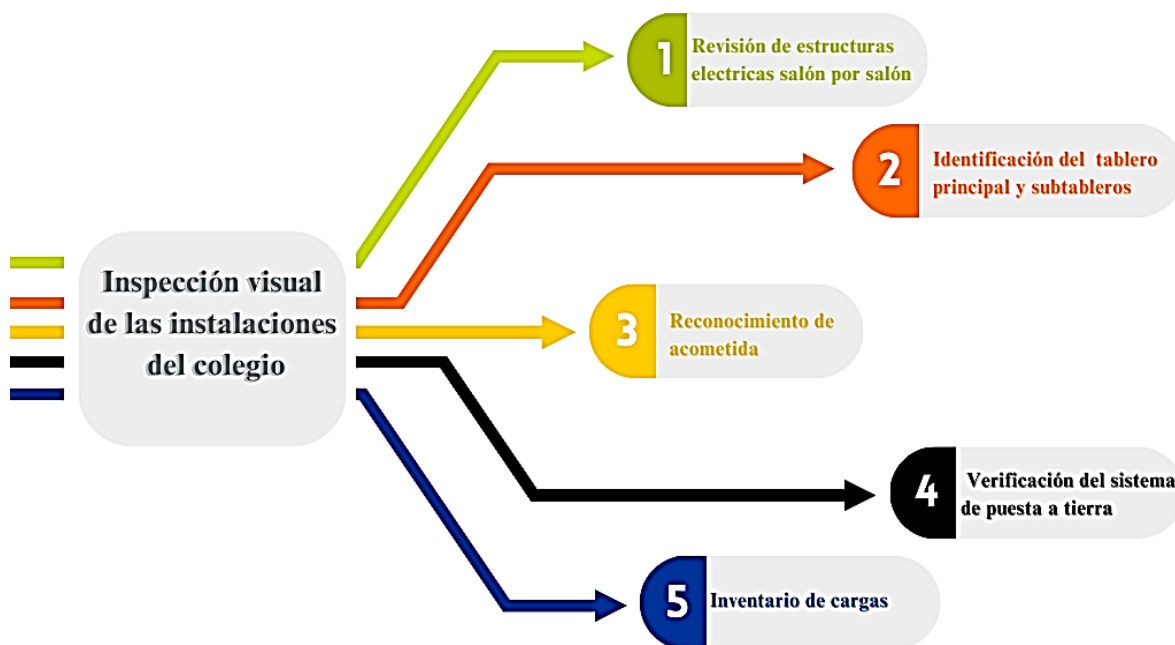 Inspección visual
de las instalaciones
del colegio
1
Revisión de estructuras
electricas salón por salón
2
Identificación del tablero
principal y subtableros
3
Reconocimiento de
acometida
4
Verificación del sistema
de puesta a tierra
5
Inventario de cargas